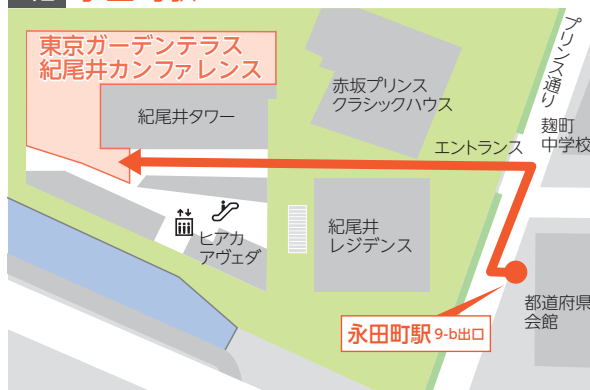 東京ガーデンテラス
紀尾井カンファレンス
紀尾井タワー
赤坂プリンス
クラシックハウス
プリンス通り
麹町
中学校
エントランス
ヒアカ
アヴェダ
紀尾井
レジデンス
都道府県
会館
永田町駅 9-b出口